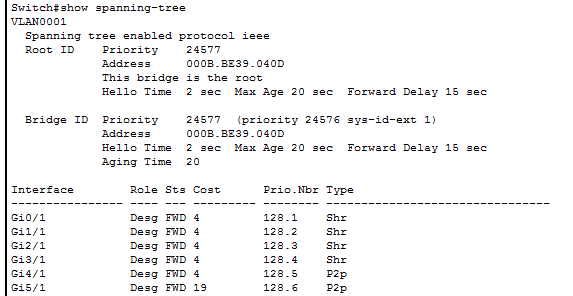 Switch#show spanning-tree
VLAN0001
  Spanning tree enabled protocol ieee
  Root ID    Priority    24577
             Address     000B.BE39.040D
             This bridge is the root
             Hello Time  2 sec  Max Age 20 sec  Forward Delay 15 sec

  Bridge ID  Priority    24577  (priority 24576 sys-id-ext 1)
             Address     000B.BE39.040D
             Hello Time  2 sec  Max Age 20 sec  Forward Delay 15 sec
             Aging Time  20

Interface        Role Sts Cost      Prio.Nbr Type
---------------- ---- --- --------- -------- --------------------------------
Gi0/1            Desg FWD 4         128.1    Shr
Gi1/1            Desg FWD 4         128.2    Shr
Gi2/1            Desg FWD 4         128.3    Shr
Gi3/1            Desg FWD 4         128.4    Shr
Gi4/1            Desg FWD 4         128.5    P2p
Gi5/1            Desg FWD 19        128.6    P2p